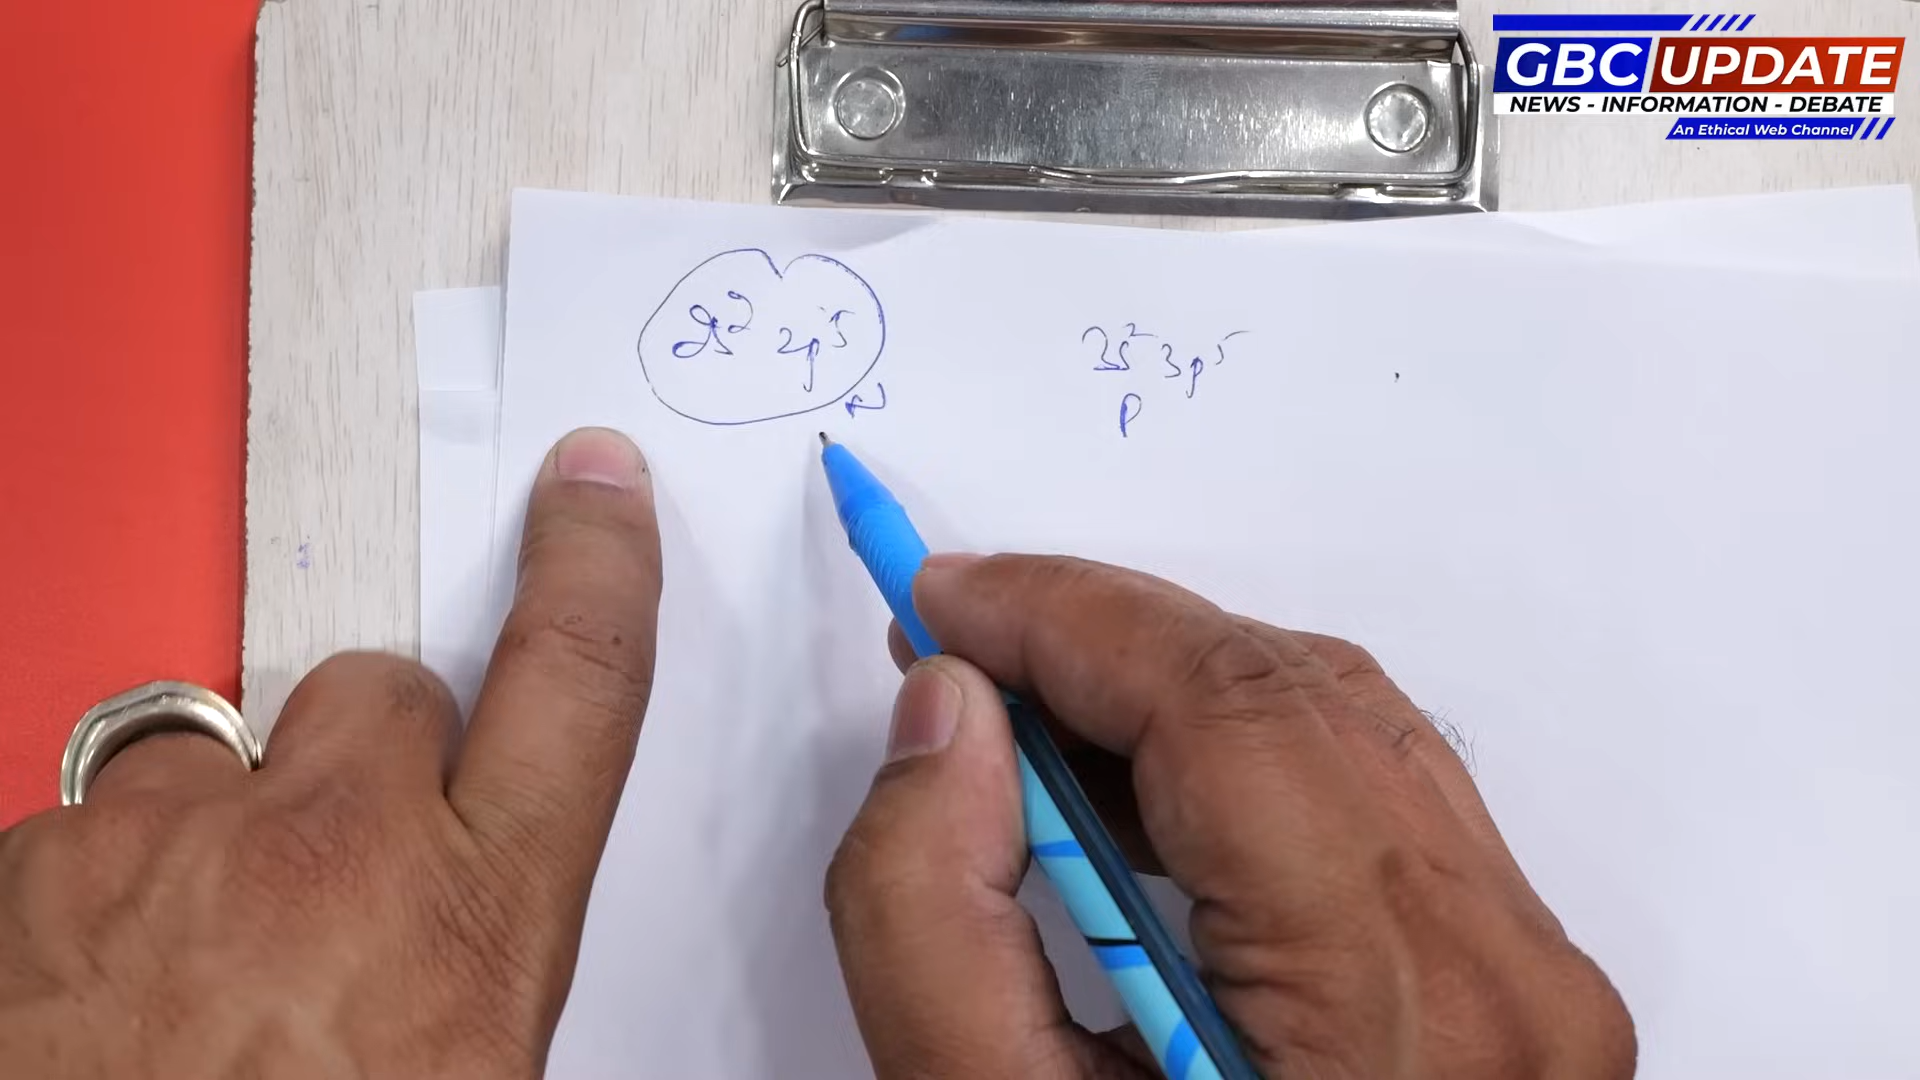 GBC UPDATE
NEWS - INFORMATION - DEBATE
An Ethical Web Channel
2s² 2p⁵
N
3s² 3p⁵
P